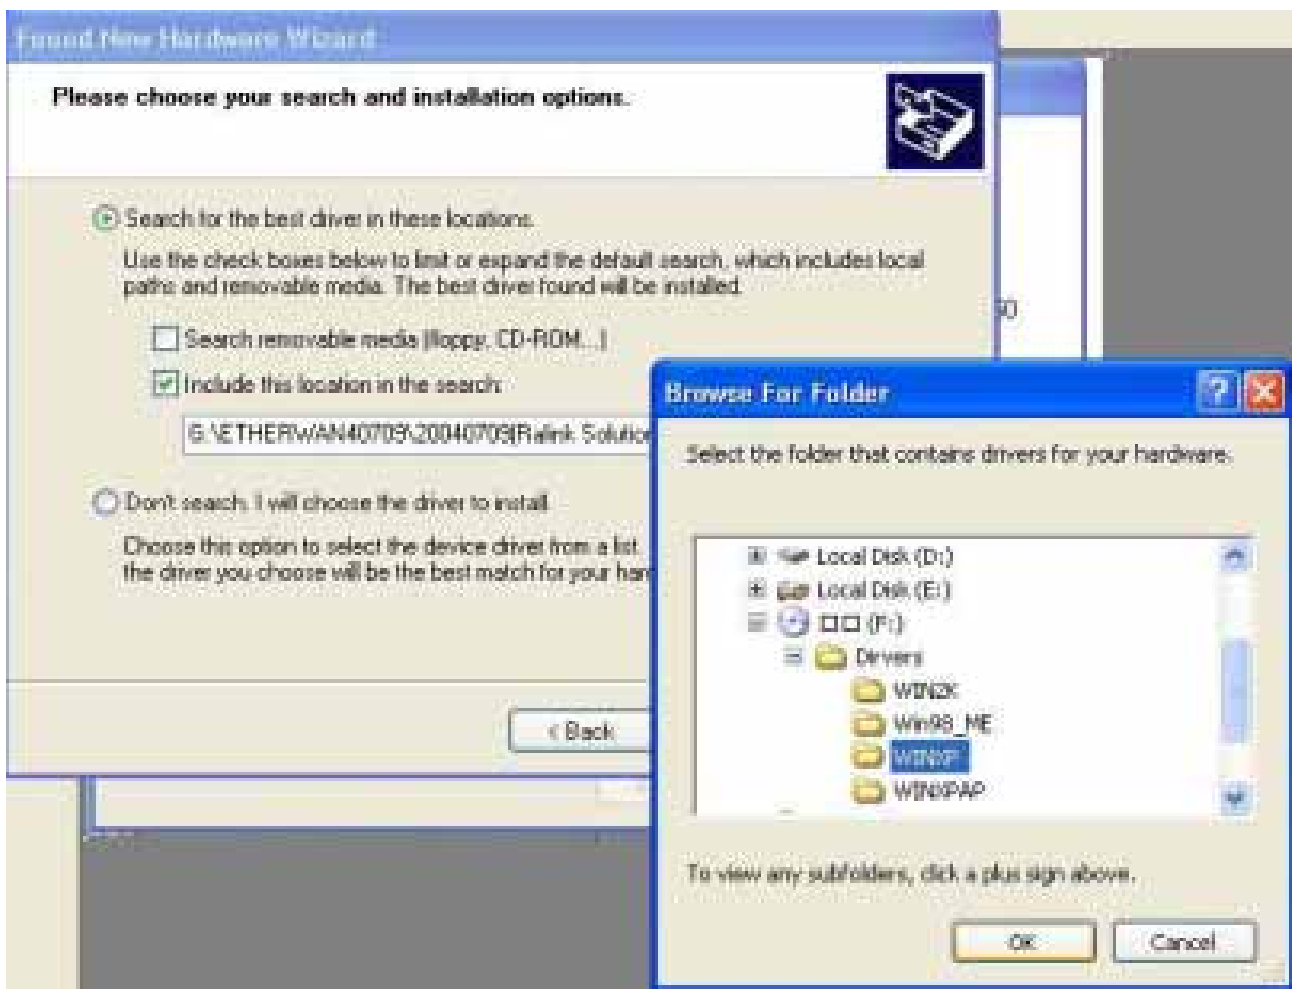 Found New Hardware Wizard
Please choose your search and installation options.
Search for the best driver in these locations.
Use the check boxes below to limit or expand the default search, which includes local
paths and removable media. The best driver found will be installed.
Search removable media (floppy, CD-ROM...)
Include this location in the search:
G:\ETHERWAN40709\20040709(Ralink Solution
Don't search. I will choose the driver to install.
Choose this option to select the device driver from a list.
the driver you choose will be the best match for your har
< Back
Browse For Folder
Select the folder that contains drivers for your hardware.
Local Disk (D:)
Local Disk (E:)
口口 (F:)
Dirvers
WIN2K
Win98_ME
WINXP
WINXPAP
To view any subfolders, click a plus sign above.
OK
Cancel